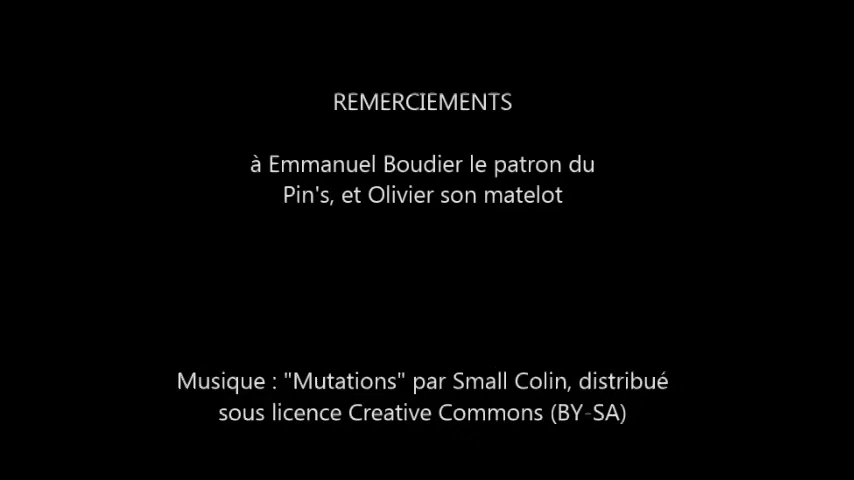 REMERCIEMENTS
à Emmanuel Boudier le patron du
Pin's, et Olivier son matelot
Musique : "Mutations" par Small Colin, distribué
sous licence Creative Commons (BY-SA)